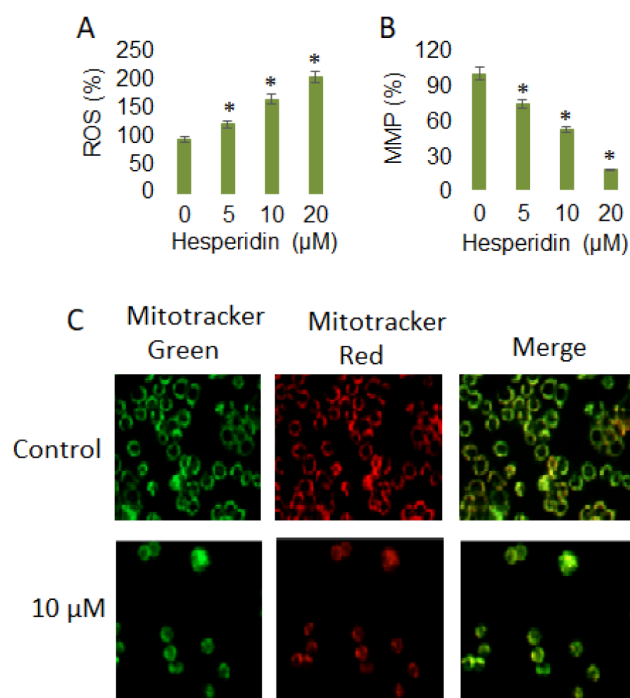 A
ROS (%)
250
200
150
100
50
0
* * *
0 5 10 20
Hesperidin (µM)
B
MMP (%)
120
90
60
30
0
* * *
0 5 10 20
Hesperidin (µM)
C
Mitotracker
Green
Mitotracker
Red
Merge
Control
10 µM